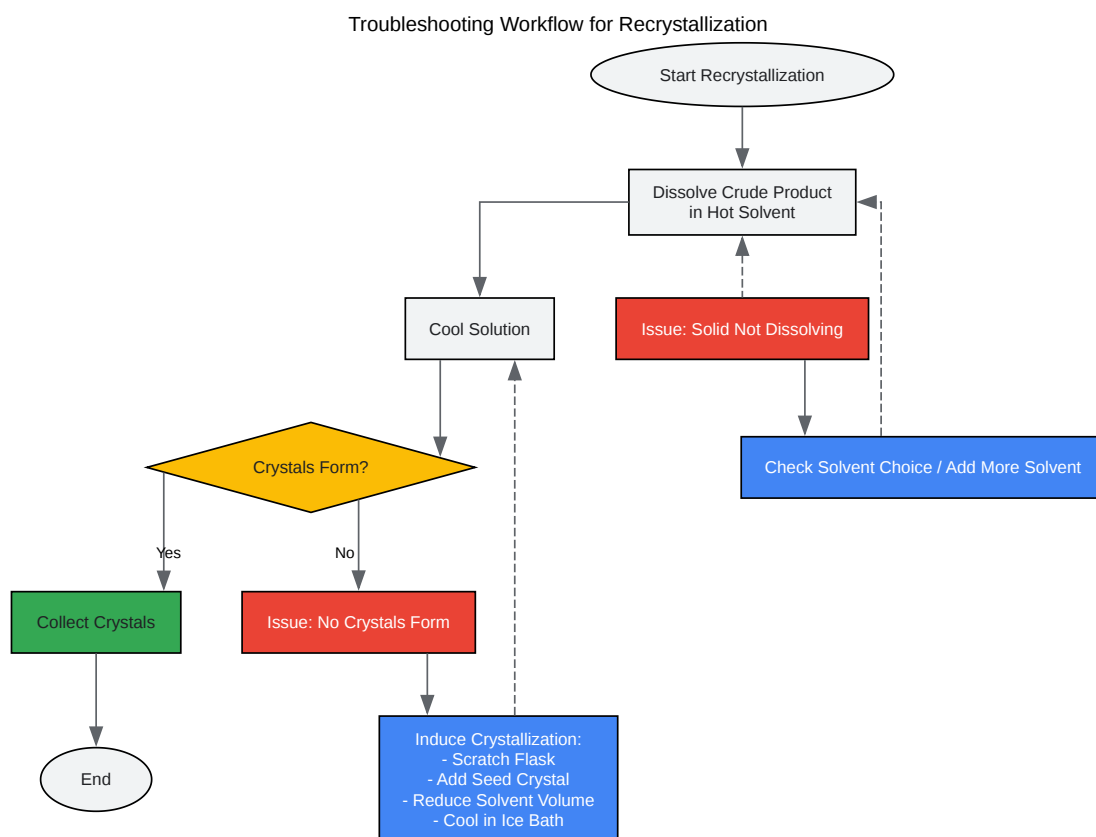 Troubleshooting Workflow for Recrystallization
Start Recrystallization
Dissolve Crude Product
in Hot Solvent
Cool Solution
Issue: Solid Not Dissolving
Crystals Form?
Check Solvent Choice / Add More Solvent
Yes
No
Collect Crystals
Issue: No Crystals Form
End
Induce Crystallization:
- Scratch Flask
- Add Seed Crystal
- Reduce Solvent Volume
- Cool in Ice Bath